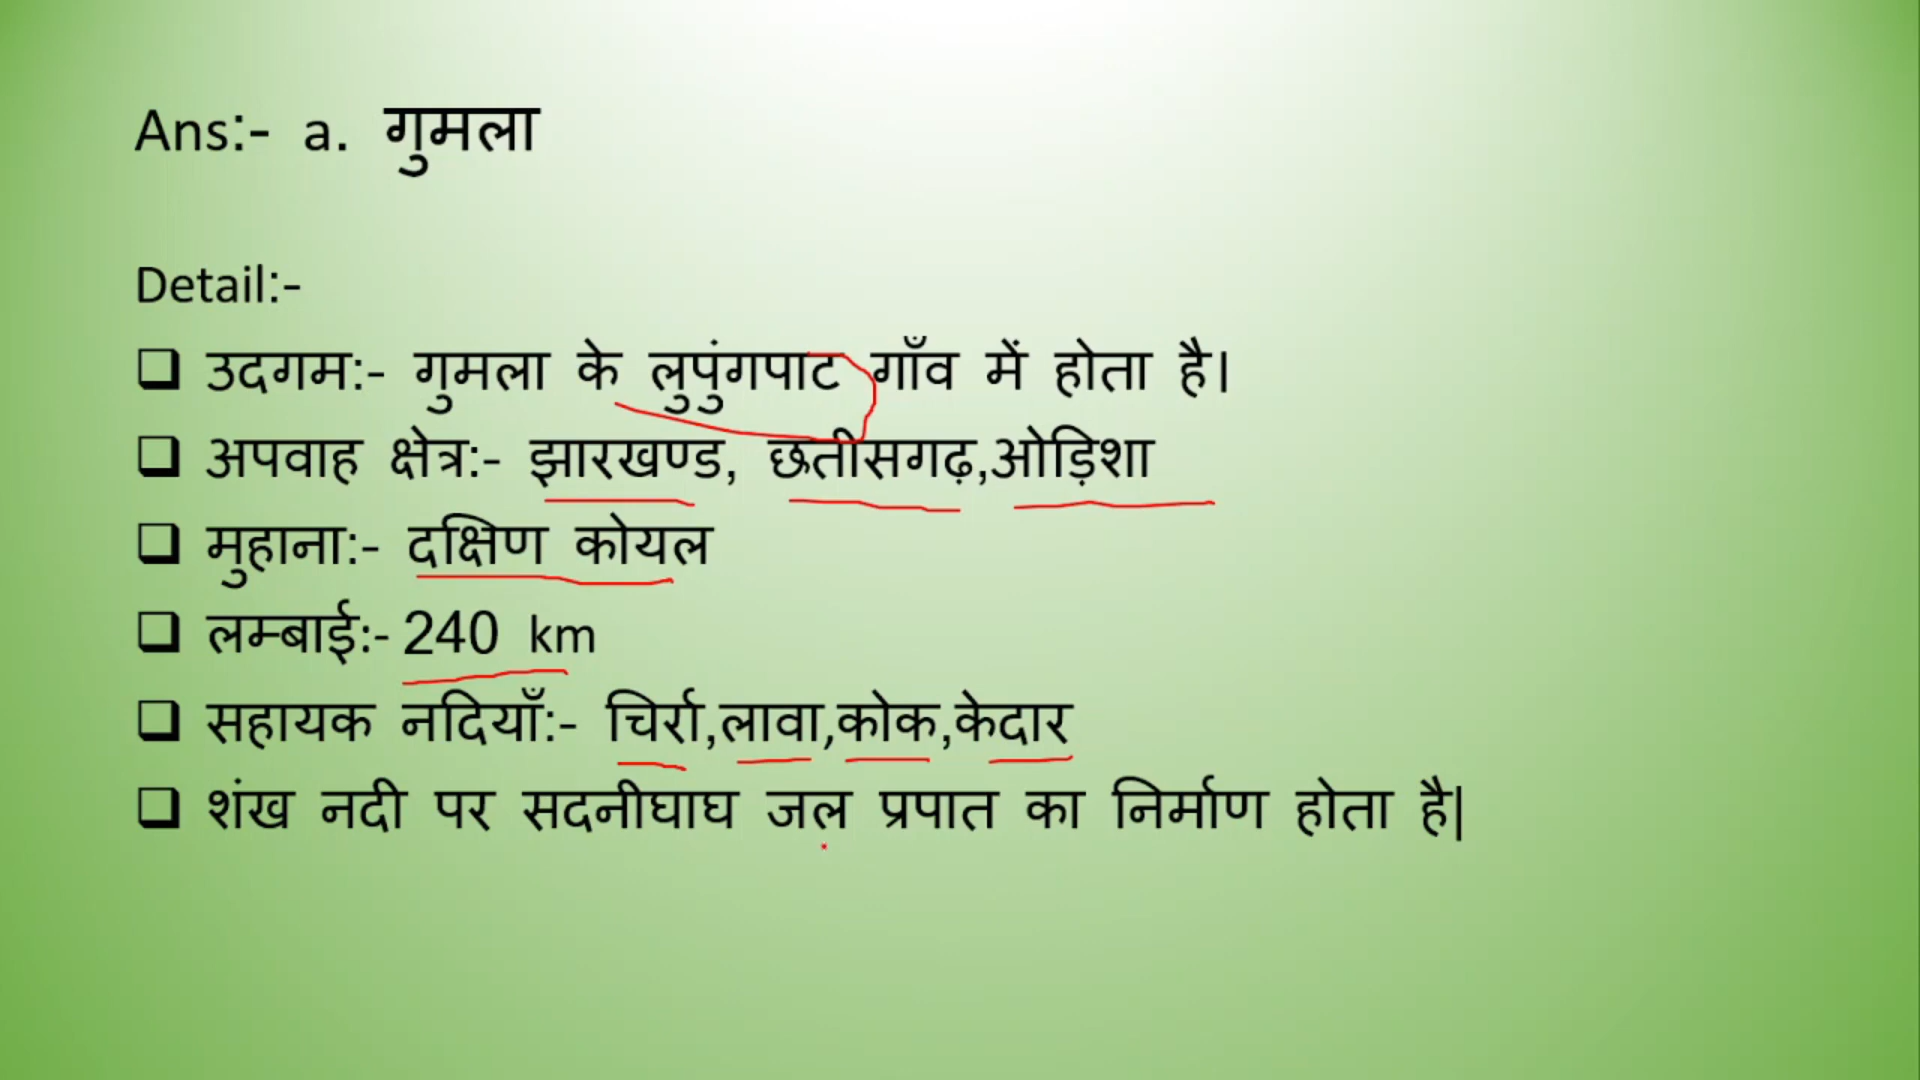 Ans:- a. गुमला
Detail:-
❑ उदगम:- गुमला के लुपुंगपाट गाँव में होता है।
❑ अपवाह क्षेत्र:- झारखण्ड, छतीसगढ़,ओड़िशा
❑ मुहाना:- दक्षिण कोयल
❑ लम्बाई:- 240 km
❑ सहायक नदियाँ:- चिर्रा,लावा,कोक,केदार
❑ शंख नदी पर सदनीघाघ जल प्रपात का निर्माण होता है|